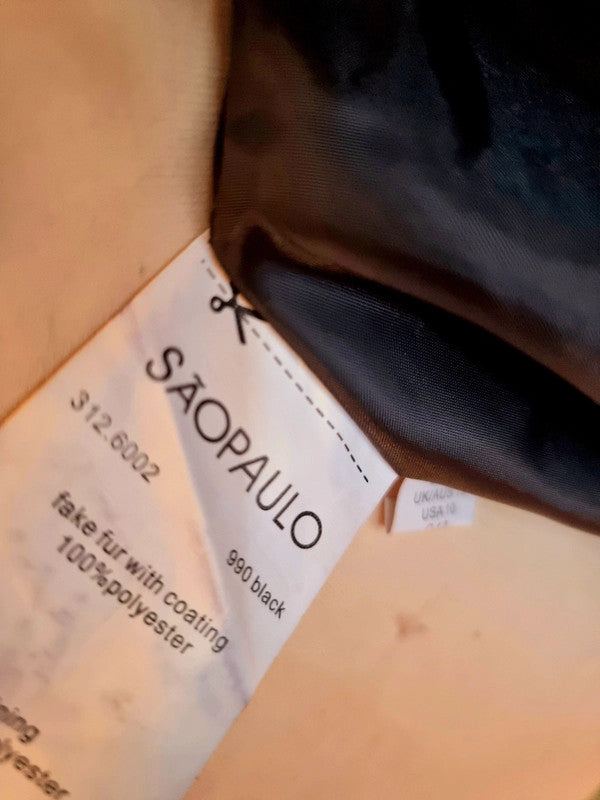 SÃOPAULO
312.6002
990 black
fake fur with coating
100%polyester
UK/AUS
USA 10